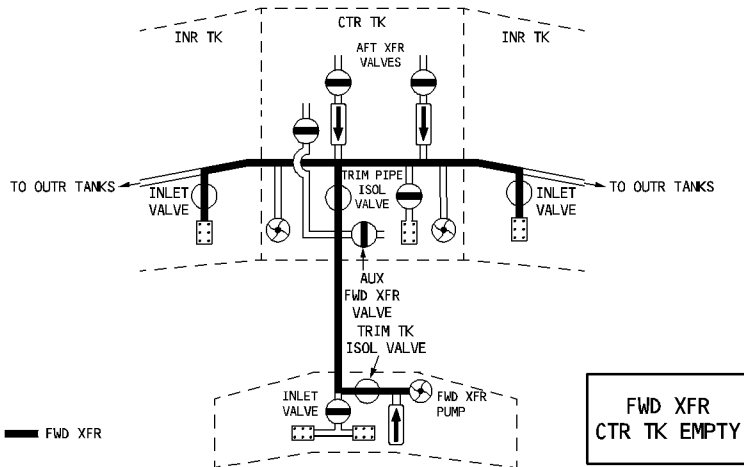 CTR TK
INR TK
INR TK
AFT XFR
VALVES
TRIM PIPE
ISOL
VALVE
TO OUTR TANKS
INLET
VALVE
INLET
VALVE
TO OUTR TANKS
AUX
FWD XFR
VALVE
TRIM TK
ISOL VALVE
INLET
VALVE
FWD XFR
PUMP
FWD XFR
FWD XFR
CTR TK EMPTY